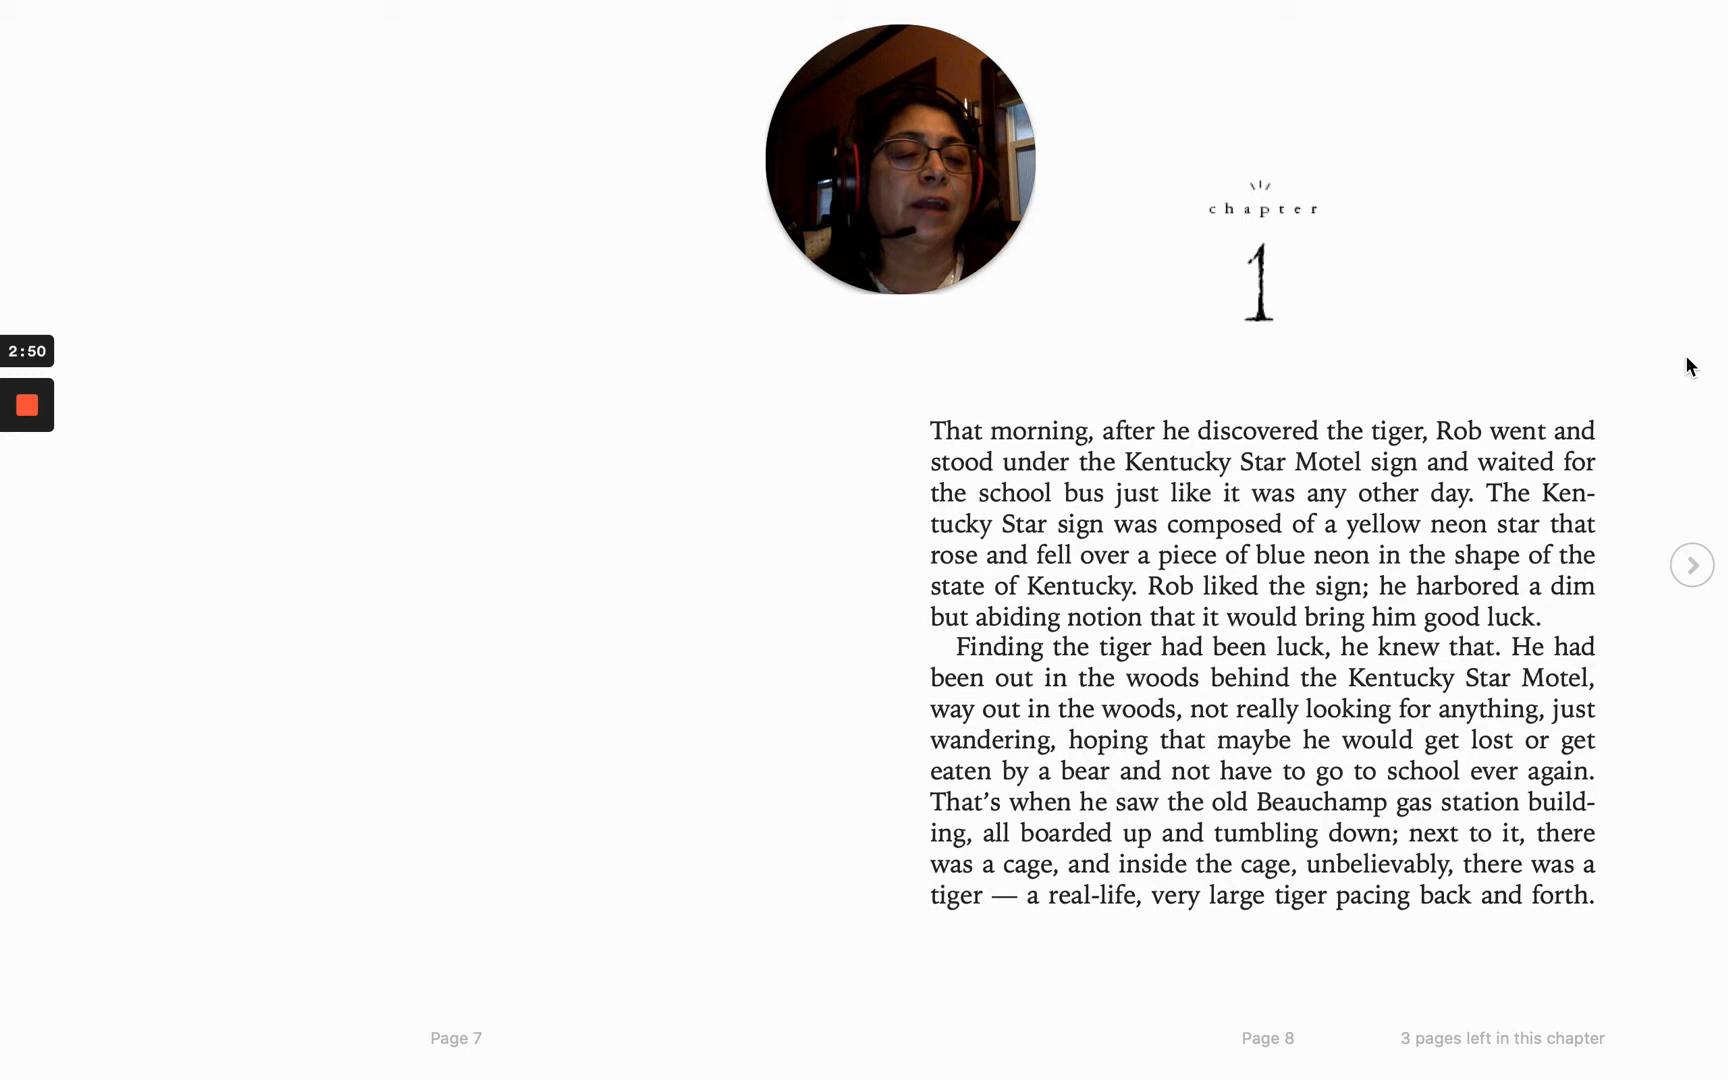 chapter
1
2:50
That morning, after he discovered the tiger, Rob went and
stood under the Kentucky Star Motel sign and waited for
the school bus just like it was any other day. The Ken-
tucky Star sign was composed of a yellow neon star that
rose and fell over a piece of blue neon in the shape of the
state of Kentucky. Rob liked the sign; he harbored a dim
but abiding notion that it would bring him good luck.
Finding the tiger had been luck, he knew that. He had
been out in the woods behind the Kentucky Star Motel,
way out in the woods, not really looking for anything, just
wandering, hoping that maybe he would get lost or get
eaten by a bear and not have to go to school ever again.
That’s when he saw the old Beauchamp gas station build-
ing, all boarded up and tumbling down; next to it, there
was a cage, and inside the cage, unbelievably, there was a
tiger — a real-life, very large tiger pacing back and forth.
Page 7
Page 8
3 pages left in this chapter